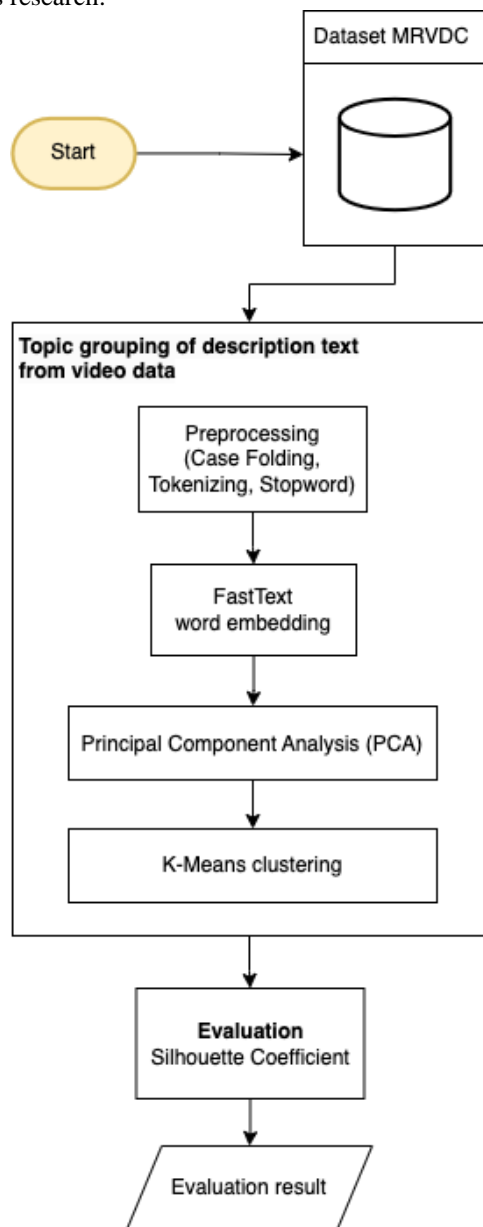 s research.
Dataset MRVDC
Start
Topic grouping of description text
from video data
Preprocessing
(Case Folding,
Tokenizing, Stopword)
FastText
word embedding
Principal Component Analysis (PCA)
K-Means clustering
Evaluation
Silhouette Coefficient
Evaluation result